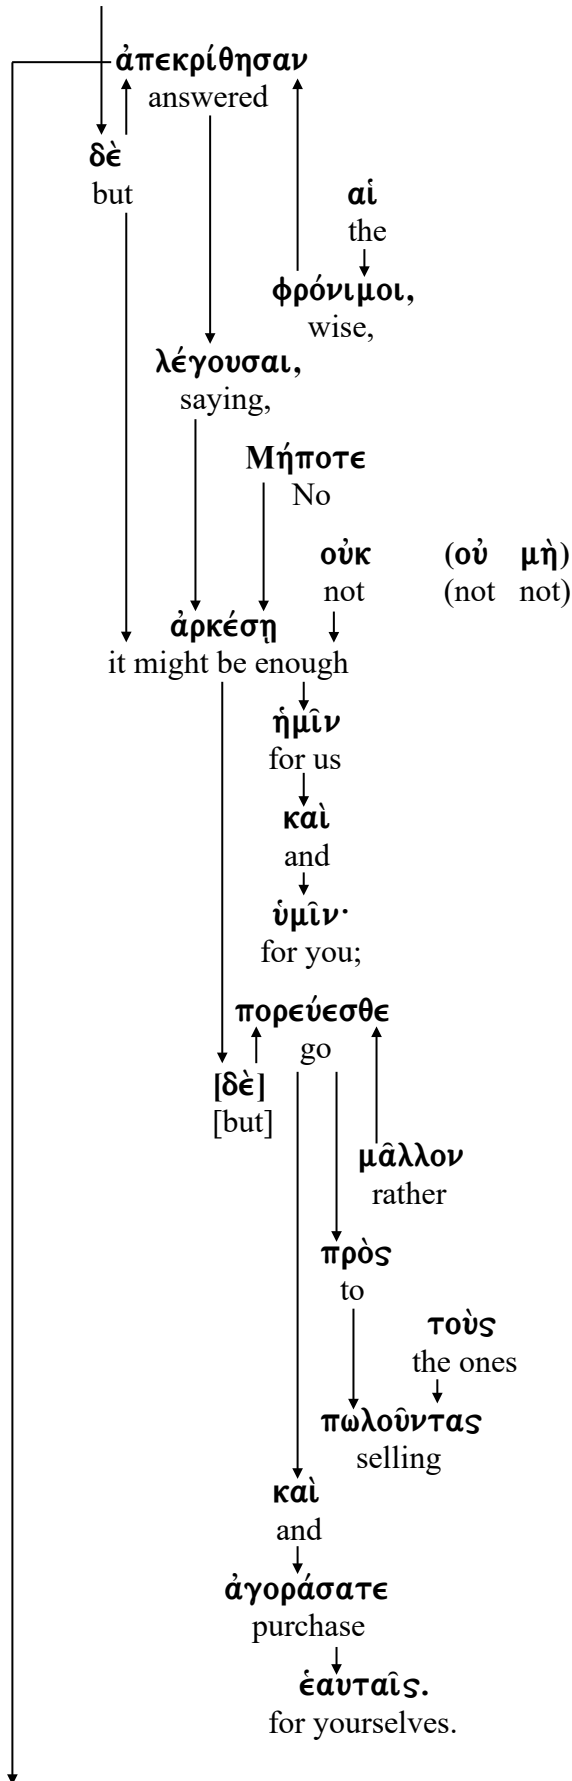 ἀπεκρίθησαν
answered
δὲ
but
αἱ
the
φρόνιμοι,
wise,
λέγουσαι,
saying,
Μήποτε
No
οὐκ (οὐ μὴ)
not (not not)
ἀρκέσῃ
it might be enough
ἡμῖν
for us
καὶ
and
ὑμῖν·
for you;
πορεύεσθε
go
[δὲ]
[but]
μᾶλλον
rather
πρὸς
to
τοὺς
the ones
πωλοῦντας
selling
καὶ
and
ἀγοράσατε
purchase
ἑαυταῖς.
for yourselves.